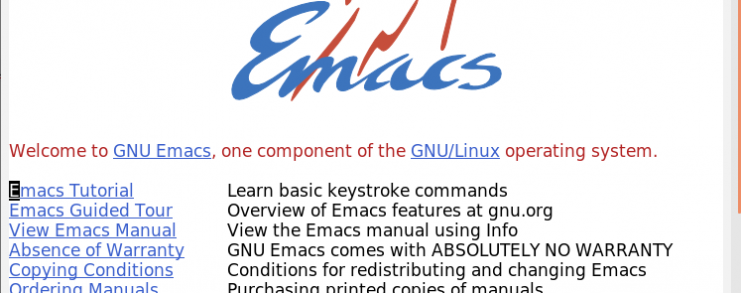 Emacs
Welcome to GNU Emacs, one component of the GNU/Linux operating system.
Emacs Tutorial Learn basic keystroke commands
Emacs Guided Tour Overview of Emacs features at gnu.org
View Emacs Manual View the Emacs manual using Info
Absence of Warranty GNU Emacs comes with ABSOLUTELY NO WARRANTY
Copying Conditions Conditions for redistributing and changing Emacs
Ordering Manuals Purchasing printed copies of manuals